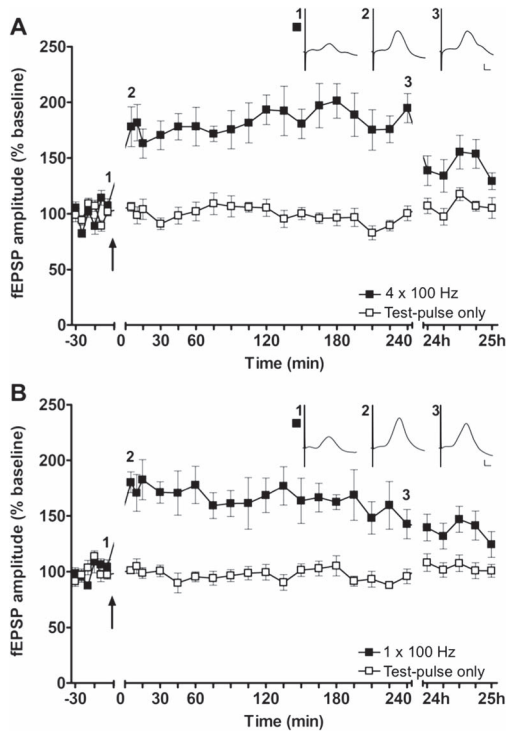 A
1 2 3
250
200
150
100
50
0
fEPSP amplitude (% baseline)
2
3
1
4 x 100 Hz
Test-pulse only
-30 0 60 120 180 240 24h 25h
Time (min)
B
1 2 3
250
200
150
100
50
0
fEPSP amplitude (% baseline)
2
3
1
1 x 100 Hz
Test-pulse only
-30 0 60 120 180 240 24h 25h
Time (min)